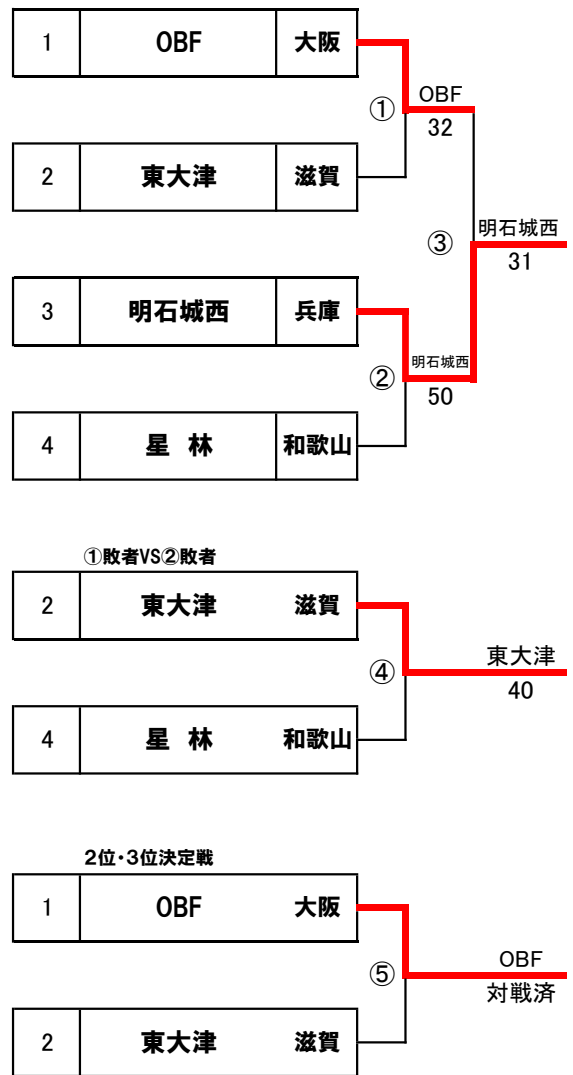 1 OBF 大阪
① OBF
32
2 東大津 滋賀
③ 明石城西
31
3 明石城西 兵庫
② 明石城西
50
4 星 林 和歌山
①敗者VS②敗者
2 東大津 滋賀
④ 東大津
40
4 星 林 和歌山
2位・3位決定戦
1 OBF 大阪
⑤ OBF
対戦済
2 東大津 滋賀